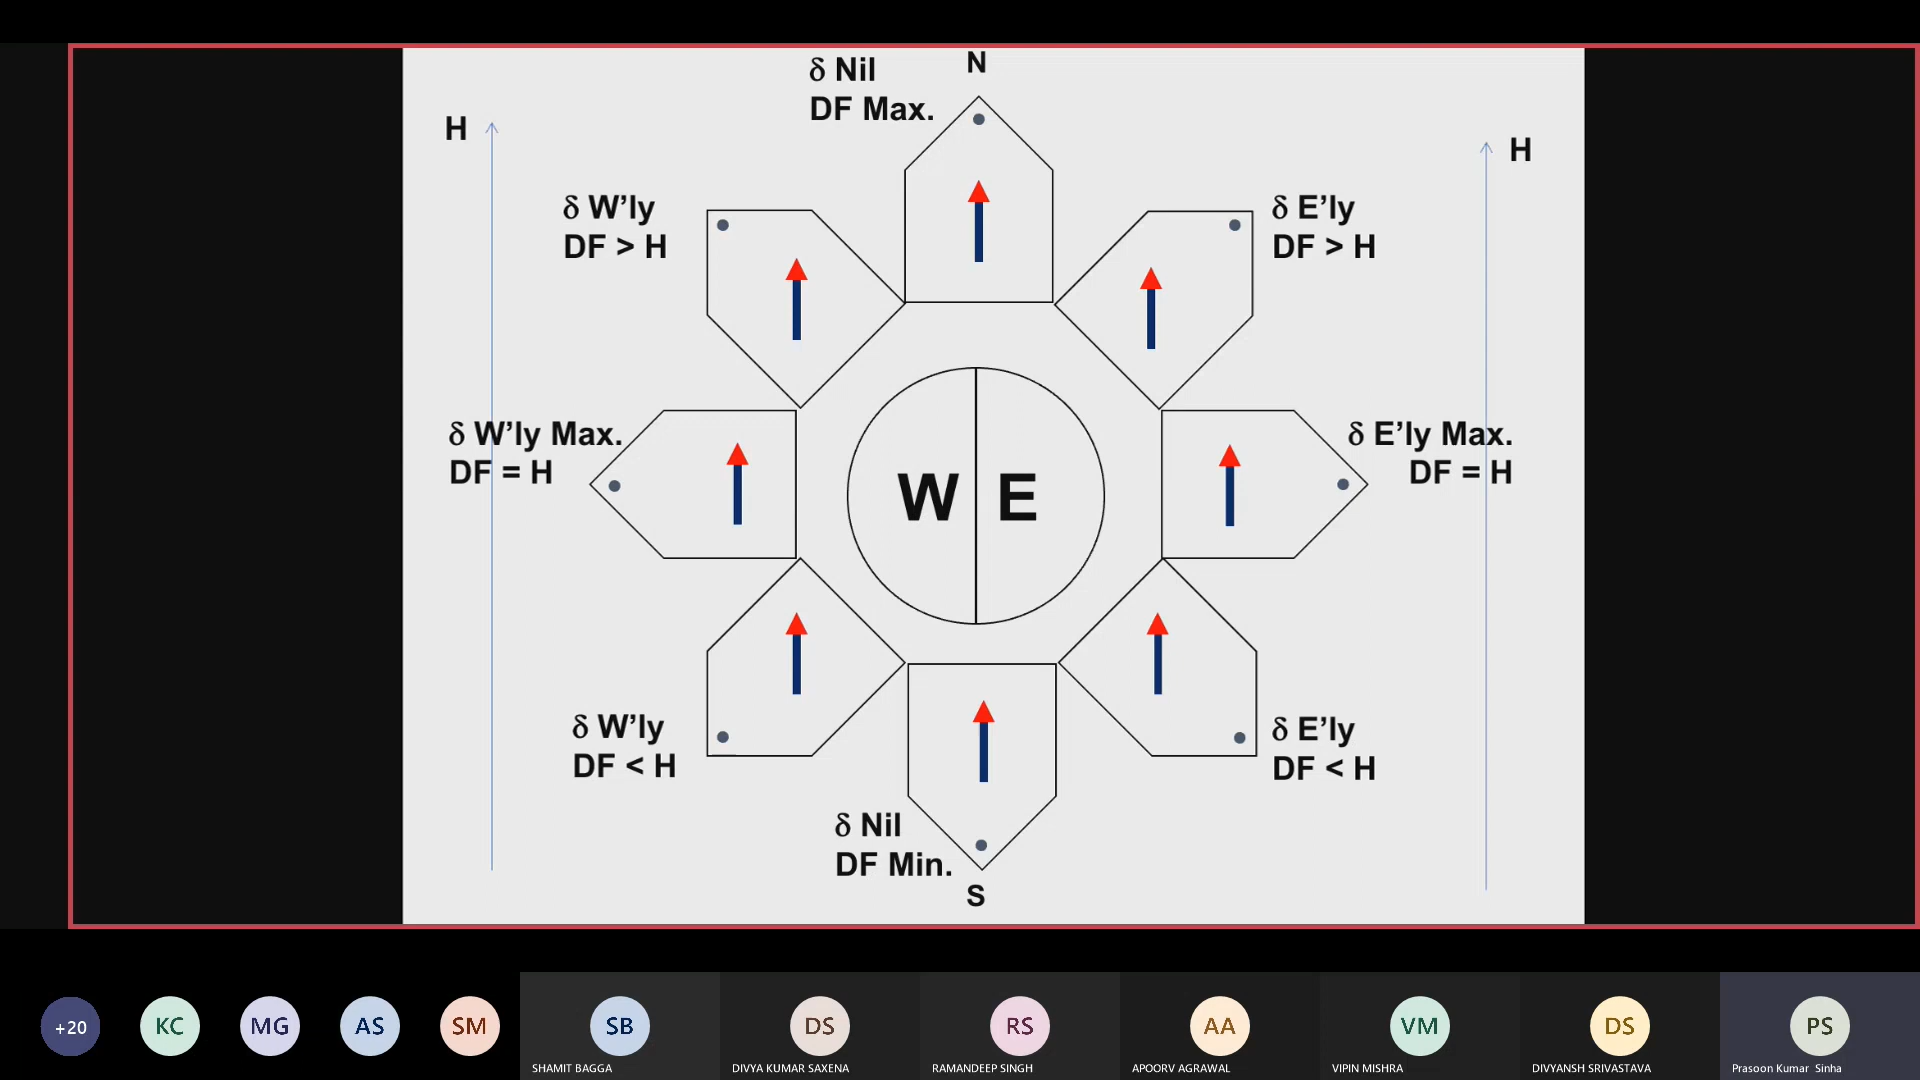 N
δ Nil
DF Max.
H
H
δ W’ly
DF > H
δ E’ly
DF > H
δ W’ly Max.
DF = H
δ E’ly Max.
DF = H
W E
δ W’ly
DF < H
δ E’ly
DF < H
δ Nil
DF Min.
S
+20
KC
MG
AS
SM
SB
SHAMIT BAGGA
DS
DIVYA KUMAR SAXENA
RS
RAMANDEEP SINGH
AA
APOORV AGRAWAL
VM
VIPIN MISHRA
DS
DIVYANSH SRIVASTAVA
PS
Prasoon Kumar Sinha